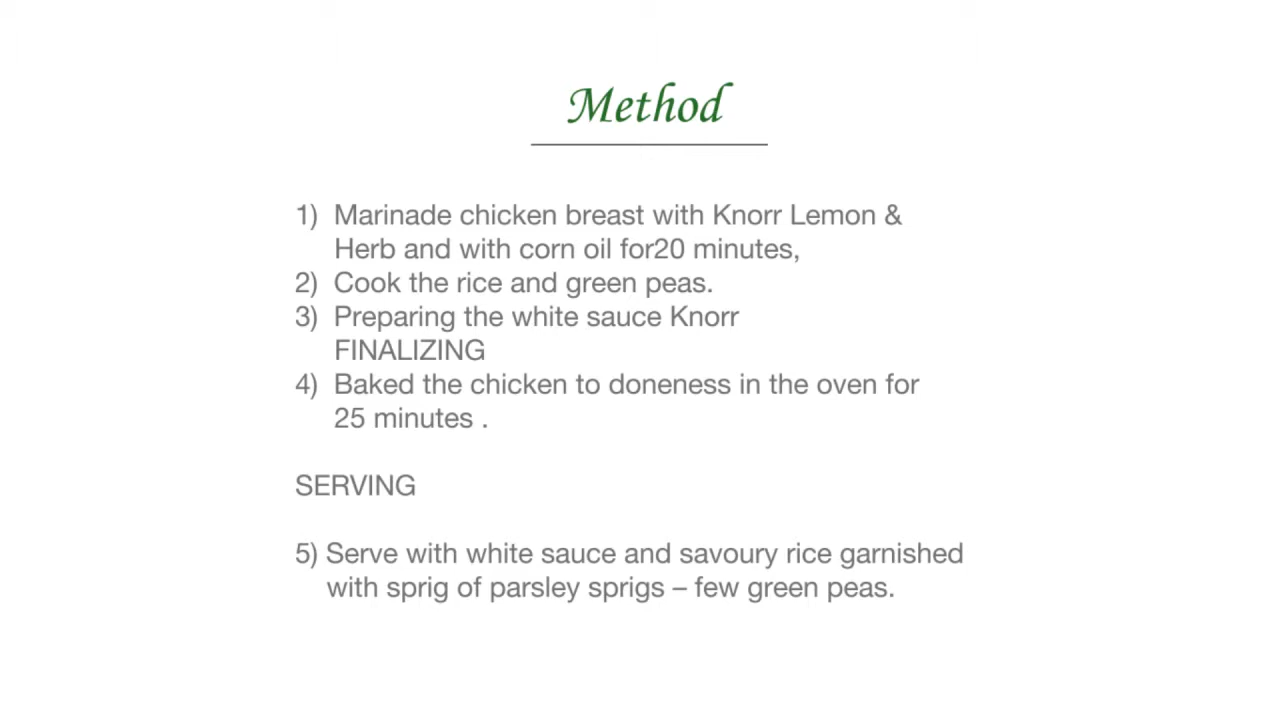 Method
1) Marinade chicken breast with Knorr Lemon &
Herb and with corn oil for20 minutes,
2) Cook the rice and green peas.
3) Preparing the white sauce Knorr
FINALIZING
4) Baked the chicken to doneness in the oven for
25 minutes .
SERVING
5) Serve with white sauce and savoury rice garnished
with sprig of parsley sprigs – few green peas.